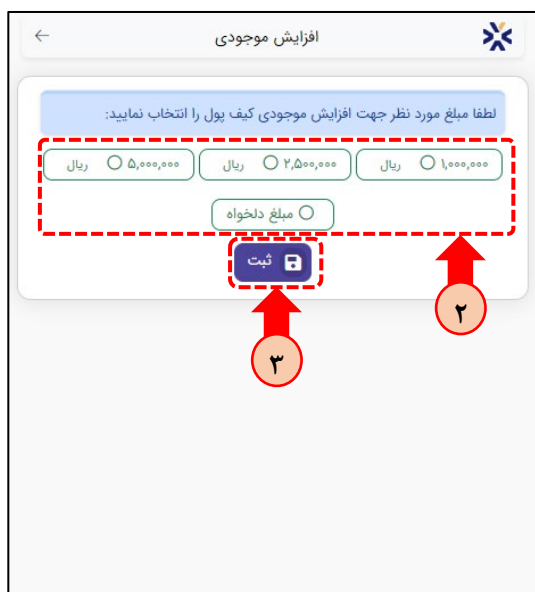 افزایش موجودی
لطفا مبلغ مورد نظر جهت افزایش موجودی کیف پول را انتخاب نمایید:
۱,۰۰۰,۰۰۰ ریال ۲,۵۰۰,۰۰۰ ریال ۵,۰۰۰,۰۰۰ ریال
مبلغ دلخواه
ثبت
۲
۳